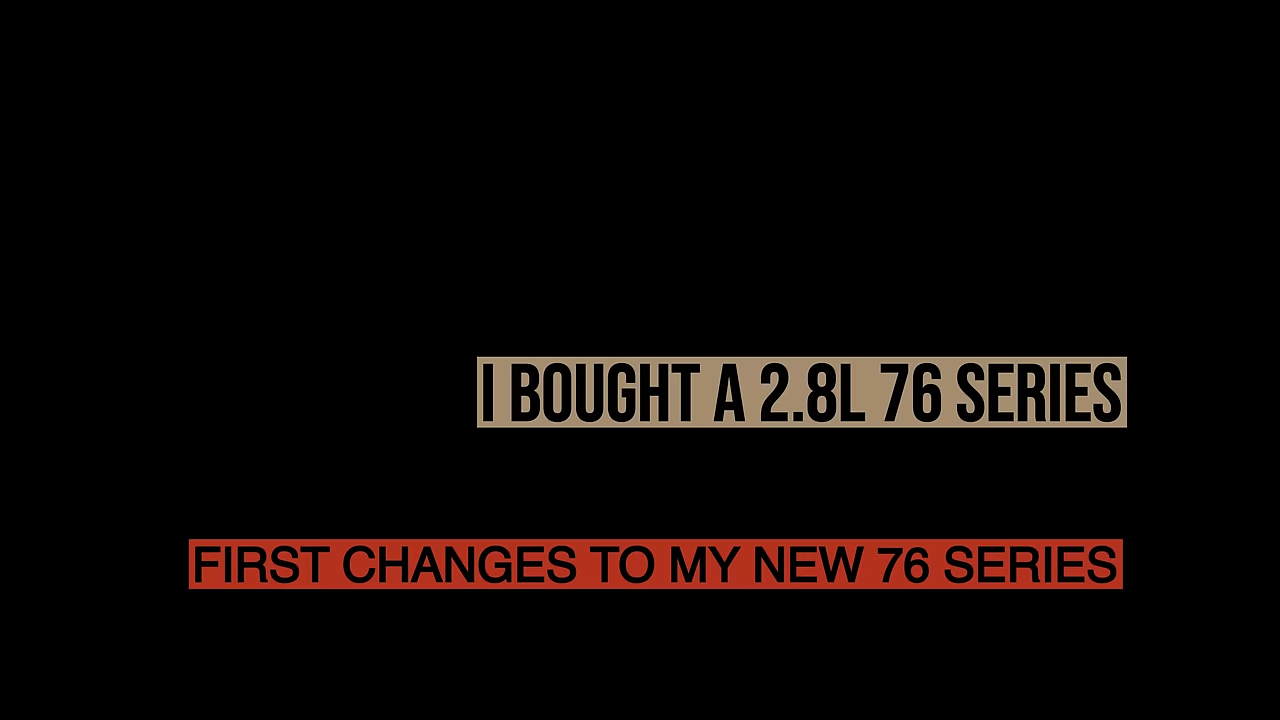 I BOUGHT A 2.8L 76 SERIES
FIRST CHANGES TO MY NEW 76 SERIES